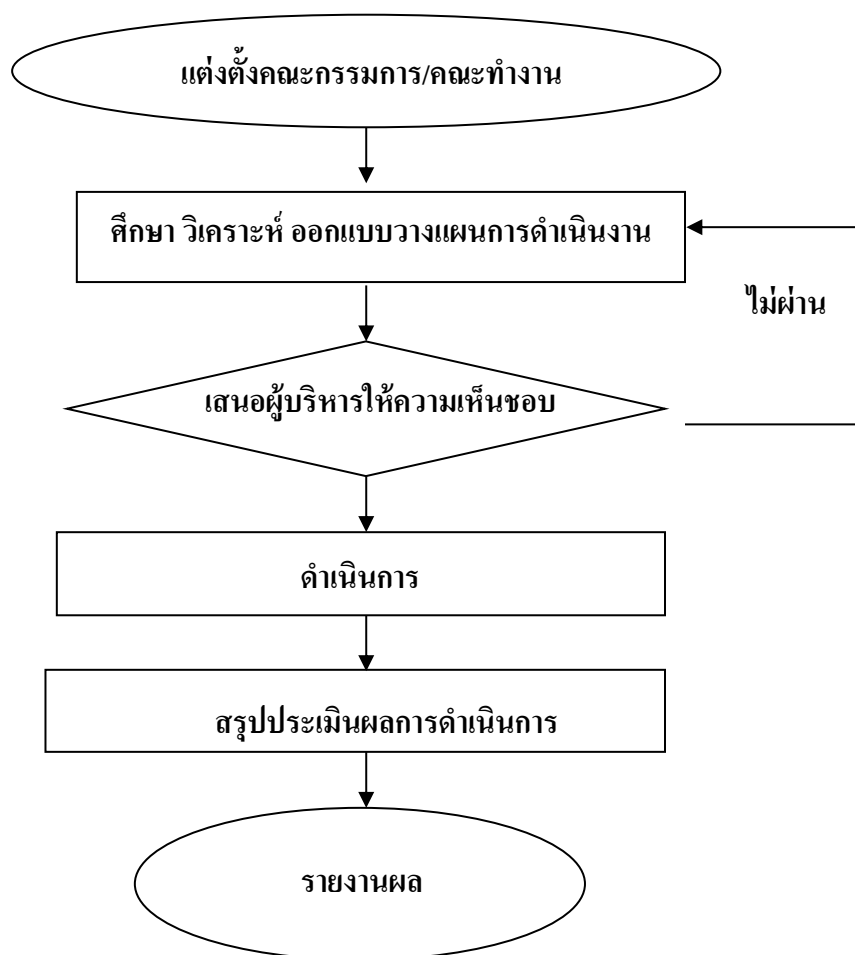 แต่งตั้งคณะกรรมการ/คณะทำงาน
ศึกษา วิเคราะห์ ออกแบบวางแผนการดำเนินงาน
ไม่ผ่าน
เสนอผู้บริหารให้ความเห็นชอบ
ดำเนินการ
สรุปประเมินผลการดำเนินการ
รายงานผล